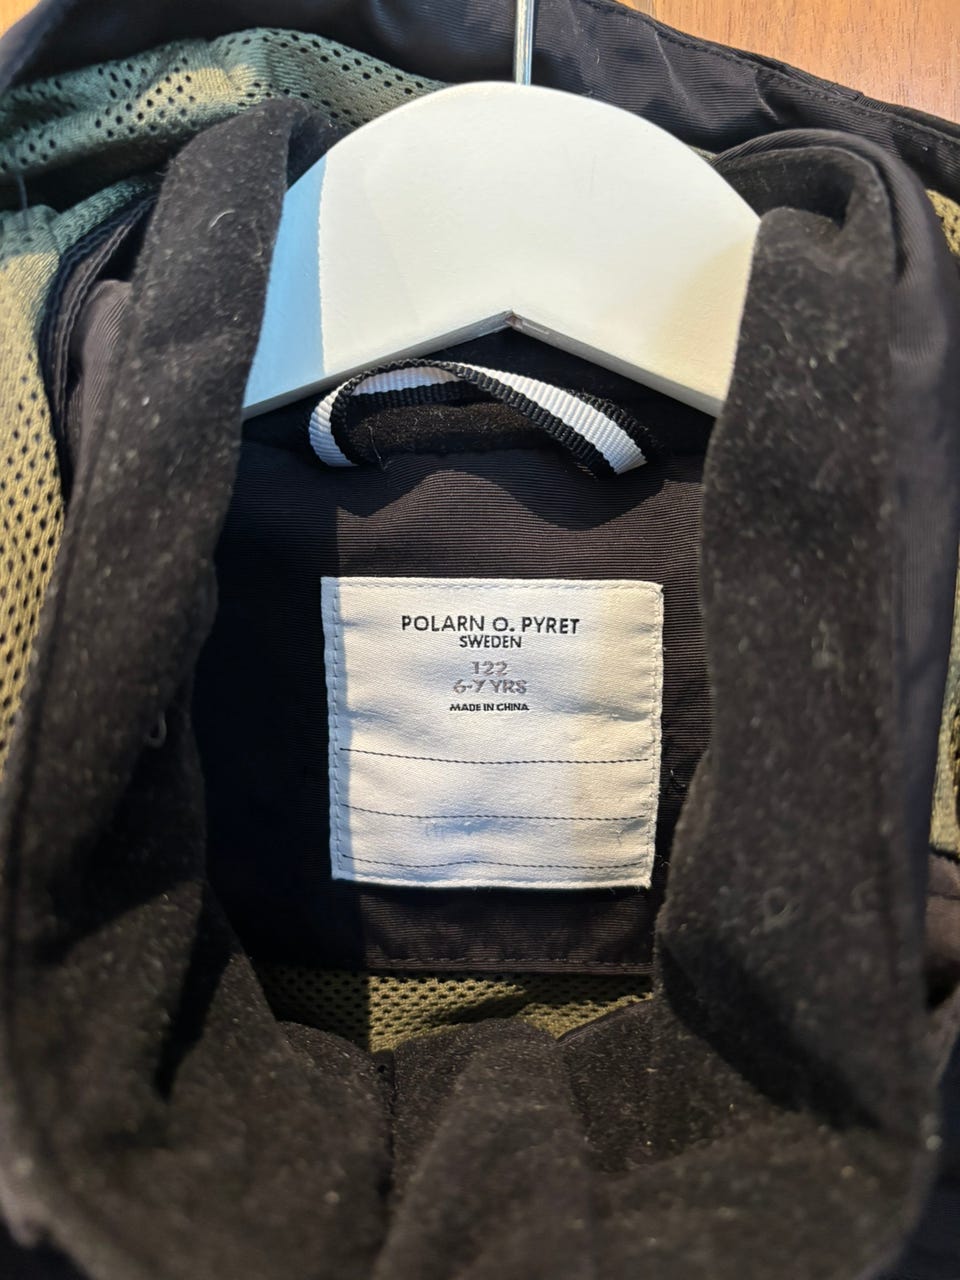 POLARN O. PYRET
SWEDEN
122
6-7 YRS
MADE IN CHINA